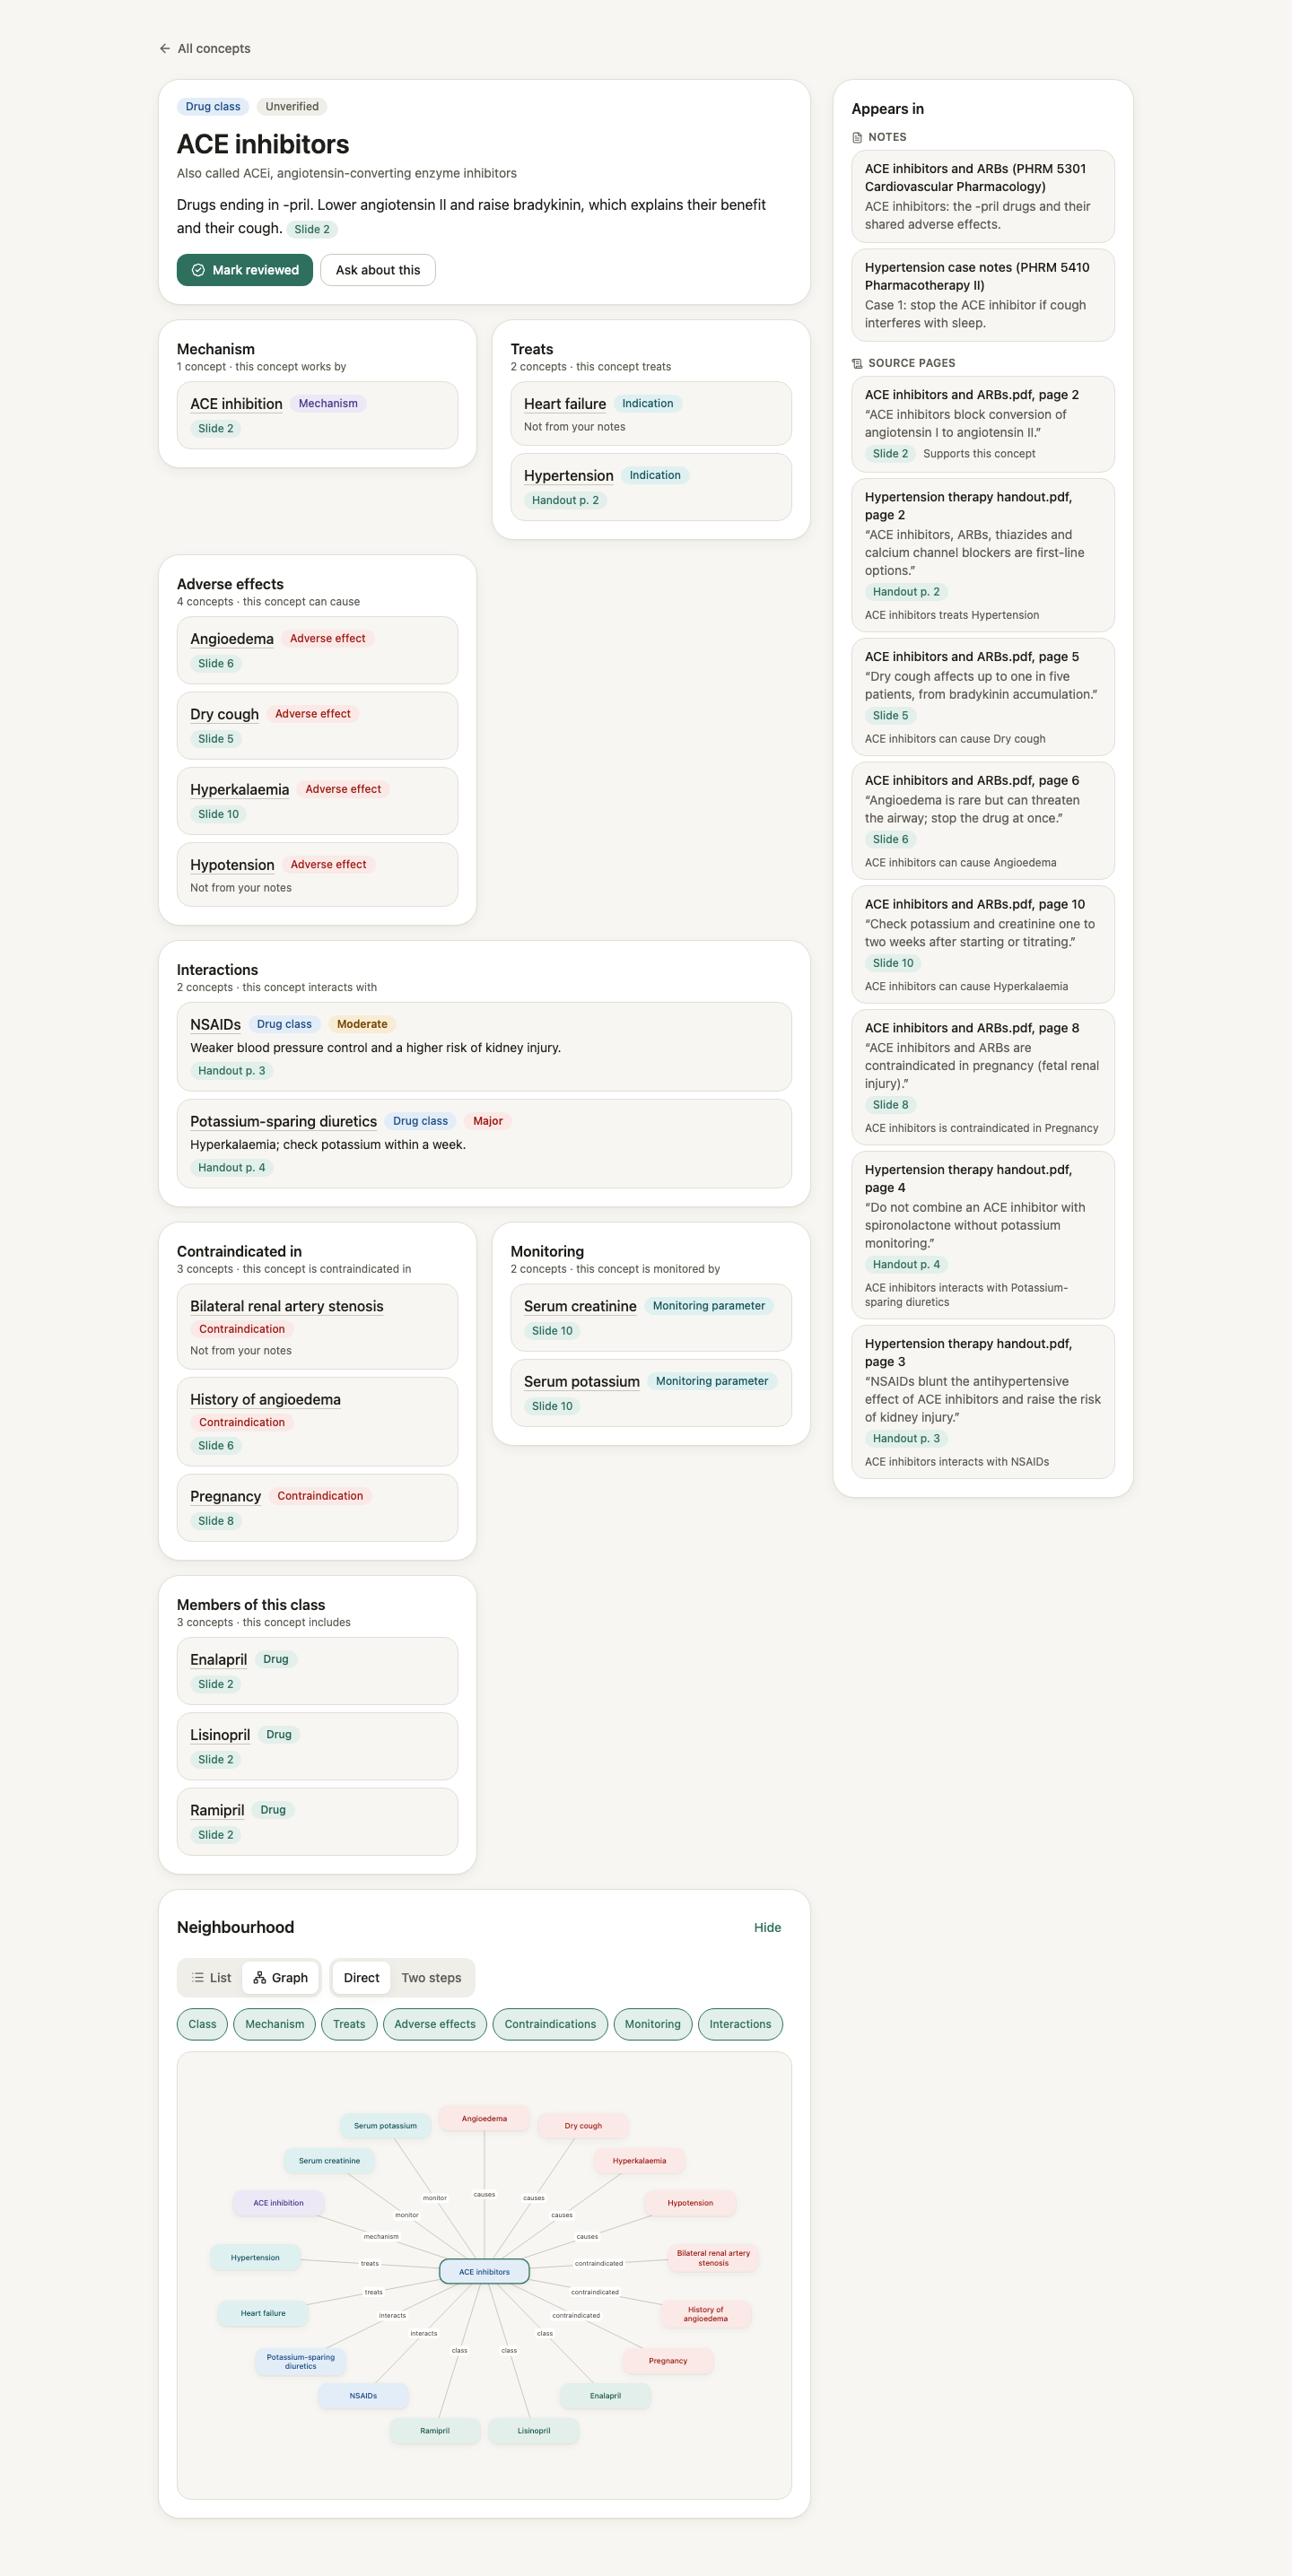 All concepts
Drug class
Unverified
ACE inhibitors
Also called ACEi, angiotensin-converting enzyme inhibitors
Drugs ending in -pril. Lower angiotensin II and raise bradykinin, which explains their benefit
and their cough. Slide 2
Mark reviewed
Ask about this
Mechanism
1 concept · this concept works by
ACE inhibition Mechanism
Slide 2
Treats
2 concepts · this concept treats
Heart failure Indication
Not from your notes
Hypertension Indication
Handout p. 2
Adverse effects
4 concepts · this concept can cause
Angioedema Adverse effect
Slide 6
Dry cough Adverse effect
Slide 5
Hyperkalaemia Adverse effect
Slide 10
Hypotension Adverse effect
Not from your notes
Interactions
2 concepts · this concept interacts with
NSAIDs Drug class Moderate
Weaker blood pressure control and a higher risk of kidney injury.
Handout p. 3
Potassium-sparing diuretics Drug class Major
Hyperkalaemia; check potassium within a week.
Handout p. 4
Contraindicated in
3 concepts · this concept is contraindicated in
Bilateral renal artery stenosis
Contraindication
Not from your notes
History of angioedema
Contraindication
Slide 6
Pregnancy Contraindication
Slide 8
Monitoring
2 concepts · this concept is monitored by
Serum creatinine Monitoring parameter
Slide 10
Serum potassium Monitoring parameter
Slide 10
Members of this class
3 concepts · this concept includes
Enalapril Drug
Slide 2
Lisinopril Drug
Slide 2
Ramipril Drug
Slide 2
Neighbourhood
Hide
List Graph Direct Two steps
Class Mechanism Treats Adverse effects Contraindications Monitoring Interactions
Angioedema
Serum potassium
Dry cough
Serum creatinine
Hyperkalaemia
monitor
causes
causes
ACE inhibition
Hypotension
monitor
causes
mechanism
causes
Hypertension
Bilateral renal artery
stenosis
treats
contraindicated
ACE inhibitors
treats
contraindicated
Heart failure
History of
angioedema
interacts
contraindicated
interacts
class
class
class
Potassium-sparing
diuretics
Pregnancy
NSAIDs
Enalapril
Ramipril
Lisinopril
Appears in
NOTES
ACE inhibitors and ARBs (PHRM 5301
Cardiovascular Pharmacology)
ACE inhibitors: the -pril drugs and their
shared adverse effects.
Hypertension case notes (PHRM 5410
Pharmacotherapy II)
Case 1: stop the ACE inhibitor if cough
interferes with sleep.
SOURCE PAGES
ACE inhibitors and ARBs.pdf, page 2
“ACE inhibitors block conversion of
angiotensin I to angiotensin II.”
Slide 2 Supports this concept
Hypertension therapy handout.pdf,
page 2
“ACE inhibitors, ARBs, thiazides and
calcium channel blockers are first-line
options.”
Handout p. 2
ACE inhibitors treats Hypertension
ACE inhibitors and ARBs.pdf, page 5
“Dry cough affects up to one in five
patients, from bradykinin accumulation.”
Slide 5
ACE inhibitors can cause Dry cough
ACE inhibitors and ARBs.pdf, page 6
“Angioedema is rare but can threaten
the airway; stop the drug at once.”
Slide 6
ACE inhibitors can cause Angioedema
ACE inhibitors and ARBs.pdf, page 10
“Check potassium and creatinine one to
two weeks after starting or titrating.”
Slide 10
ACE inhibitors can cause Hyperkalaemia
ACE inhibitors and ARBs.pdf, page 8
“ACE inhibitors and ARBs are
contraindicated in pregnancy (fetal renal
injury).”
Slide 8
ACE inhibitors is contraindicated in Pregnancy
Hypertension therapy handout.pdf,
page 4
“Do not combine an ACE inhibitor with
spironolactone without potassium
monitoring.”
Handout p. 4
ACE inhibitors interacts with Potassium-
sparing diuretics
Hypertension therapy handout.pdf,
page 3
“NSAIDs blunt the antihypertensive
effect of ACE inhibitors and raise the risk
of kidney injury.”
Handout p. 3
ACE inhibitors interacts with NSAIDs